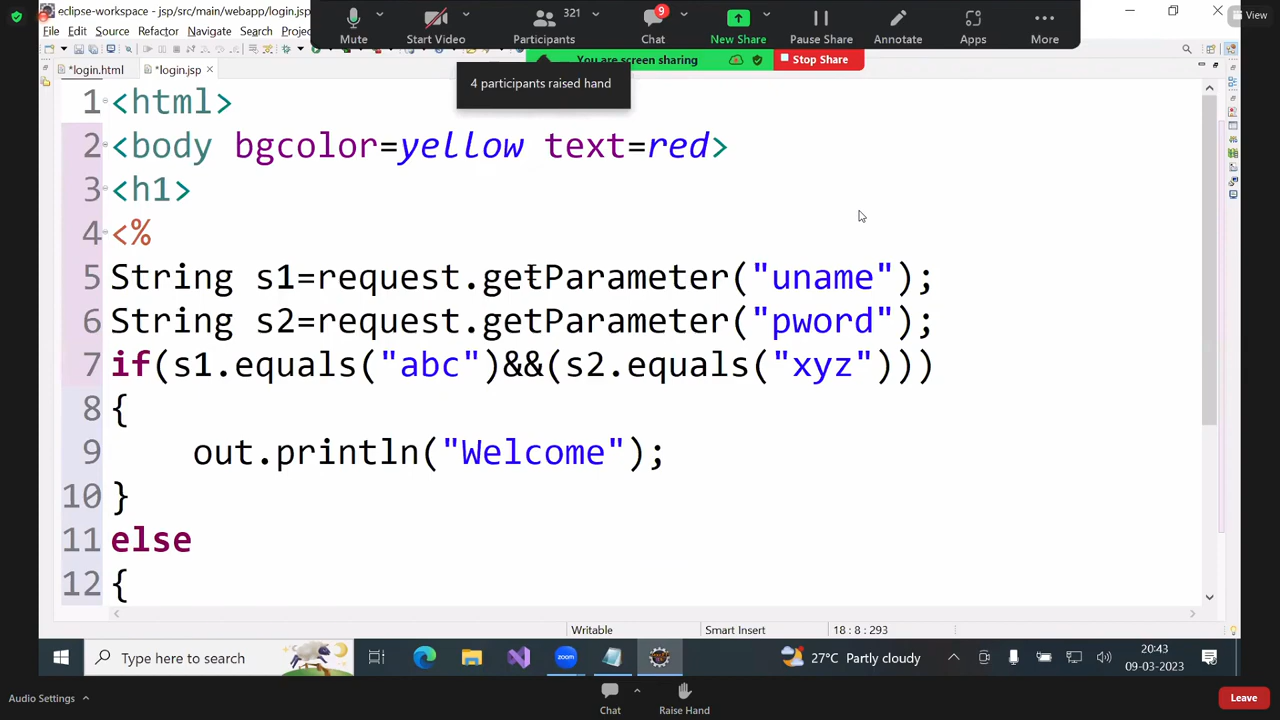 eclipse-workspace - jsp/src/main/webapp/login.jsp
Mute
Start Video
321
Participants
9
Chat
New Share
Pause Share
Annotate
Apps
More
View
File Edit Source Refactor Navigate Search
You are screen sharing
Stop Share
*login.html
*login.jsp
4 participants raised hand
1 <html>
2 <body bgcolor=yellow text=red>
3 <h1>
4 <%
5 String s1=request.getParameter("uname");
6 String s2=request.getParameter("pword");
7 if(s1.equals("abc")&&(s2.equals("xyz")))
8 {
9 out.println("Welcome");
10 }
11 else
12 {
Writable
Smart Insert
18 : 8 : 293
Type here to search
27°C Partly cloudy
20:43
09-03-2023
Audio Settings
Chat
Raise Hand
Leave